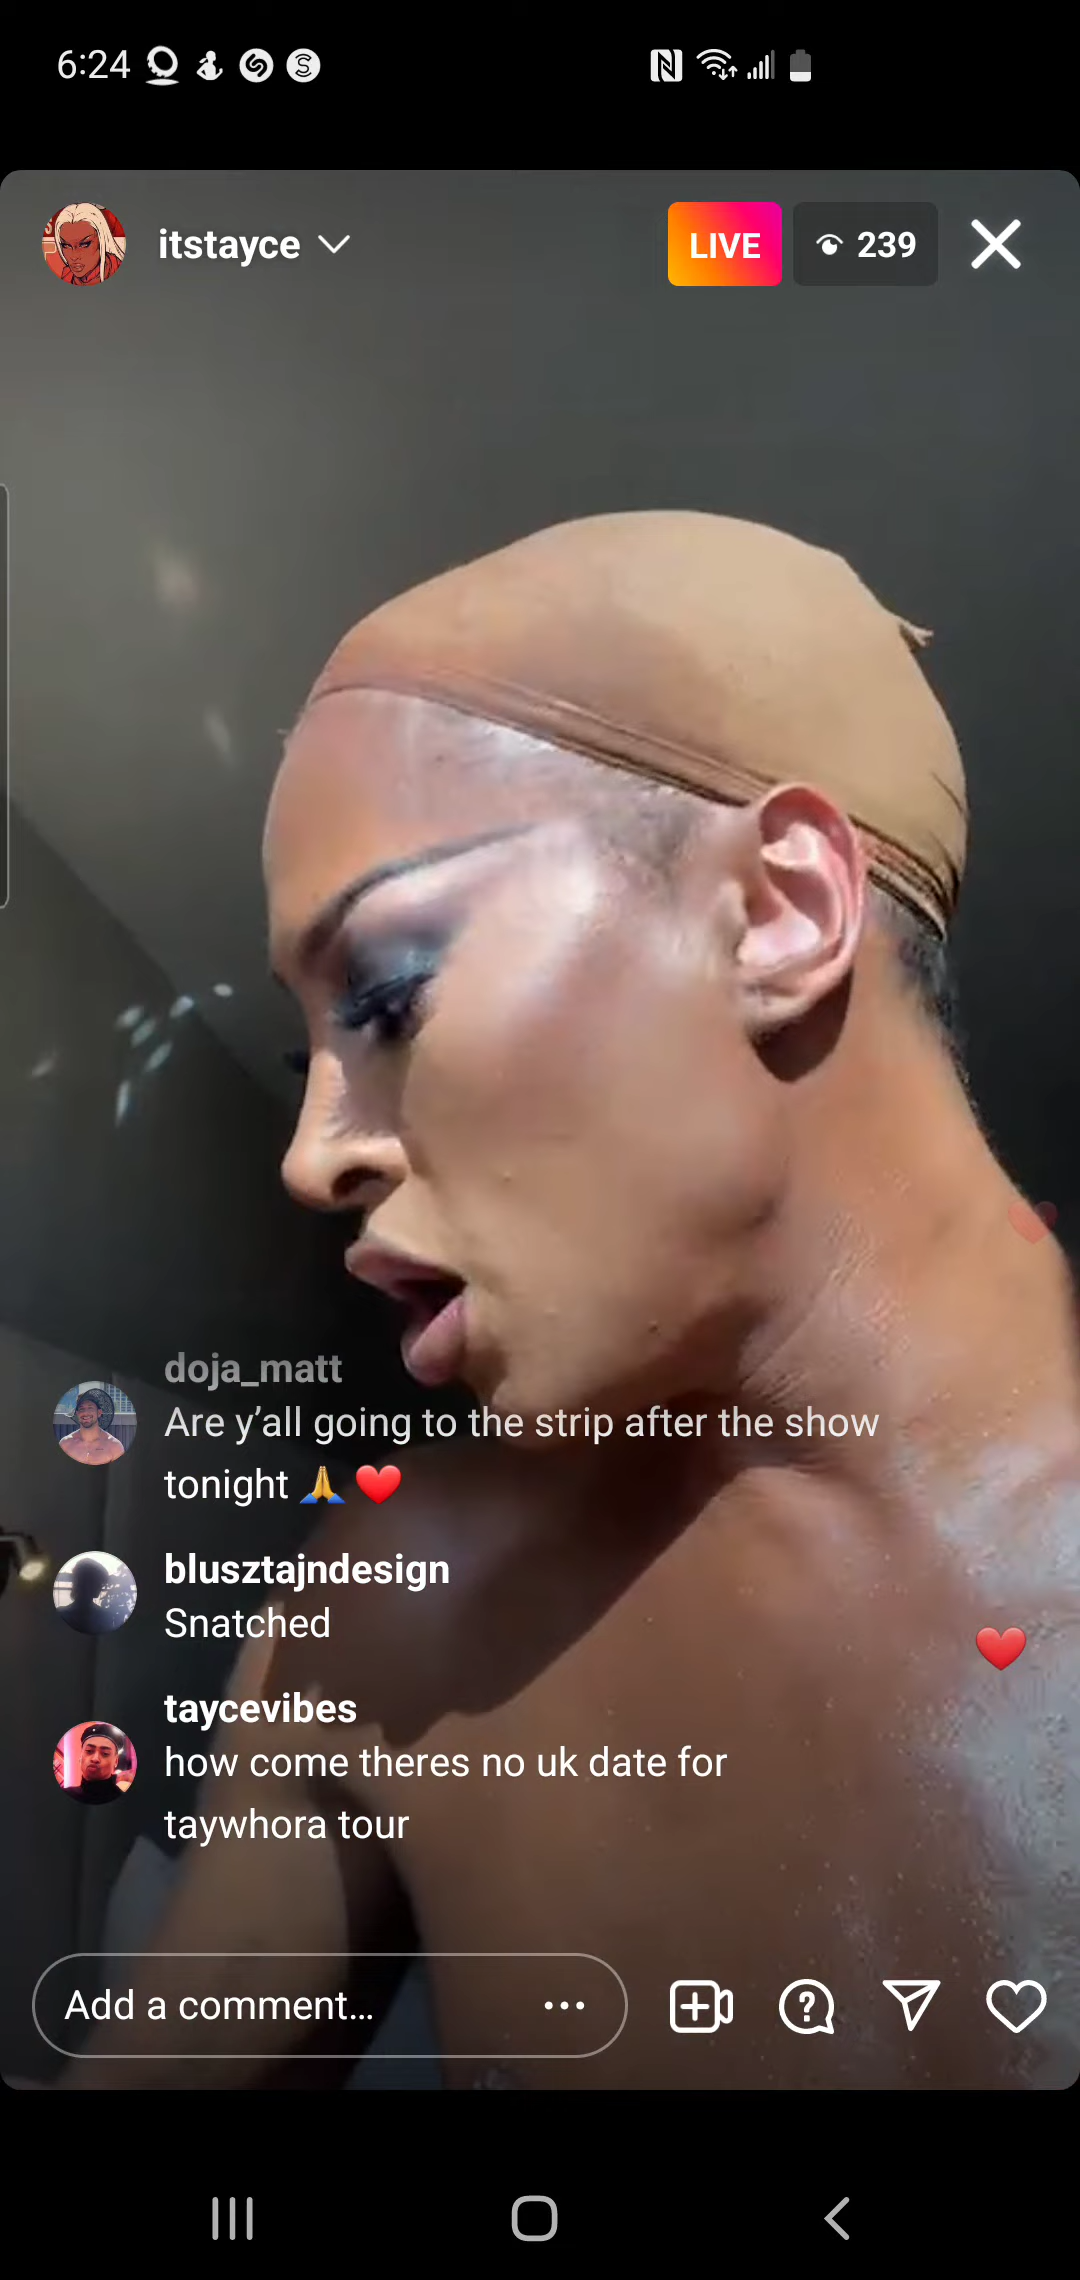 6:24
itstayce
LIVE
239
doja_matt
Are y’all going to the strip after the show
tonight 🙏❤️
blusztajndesign
Snatched
taycevibes
how come theres no uk date for
taywhora tour
Add a comment...